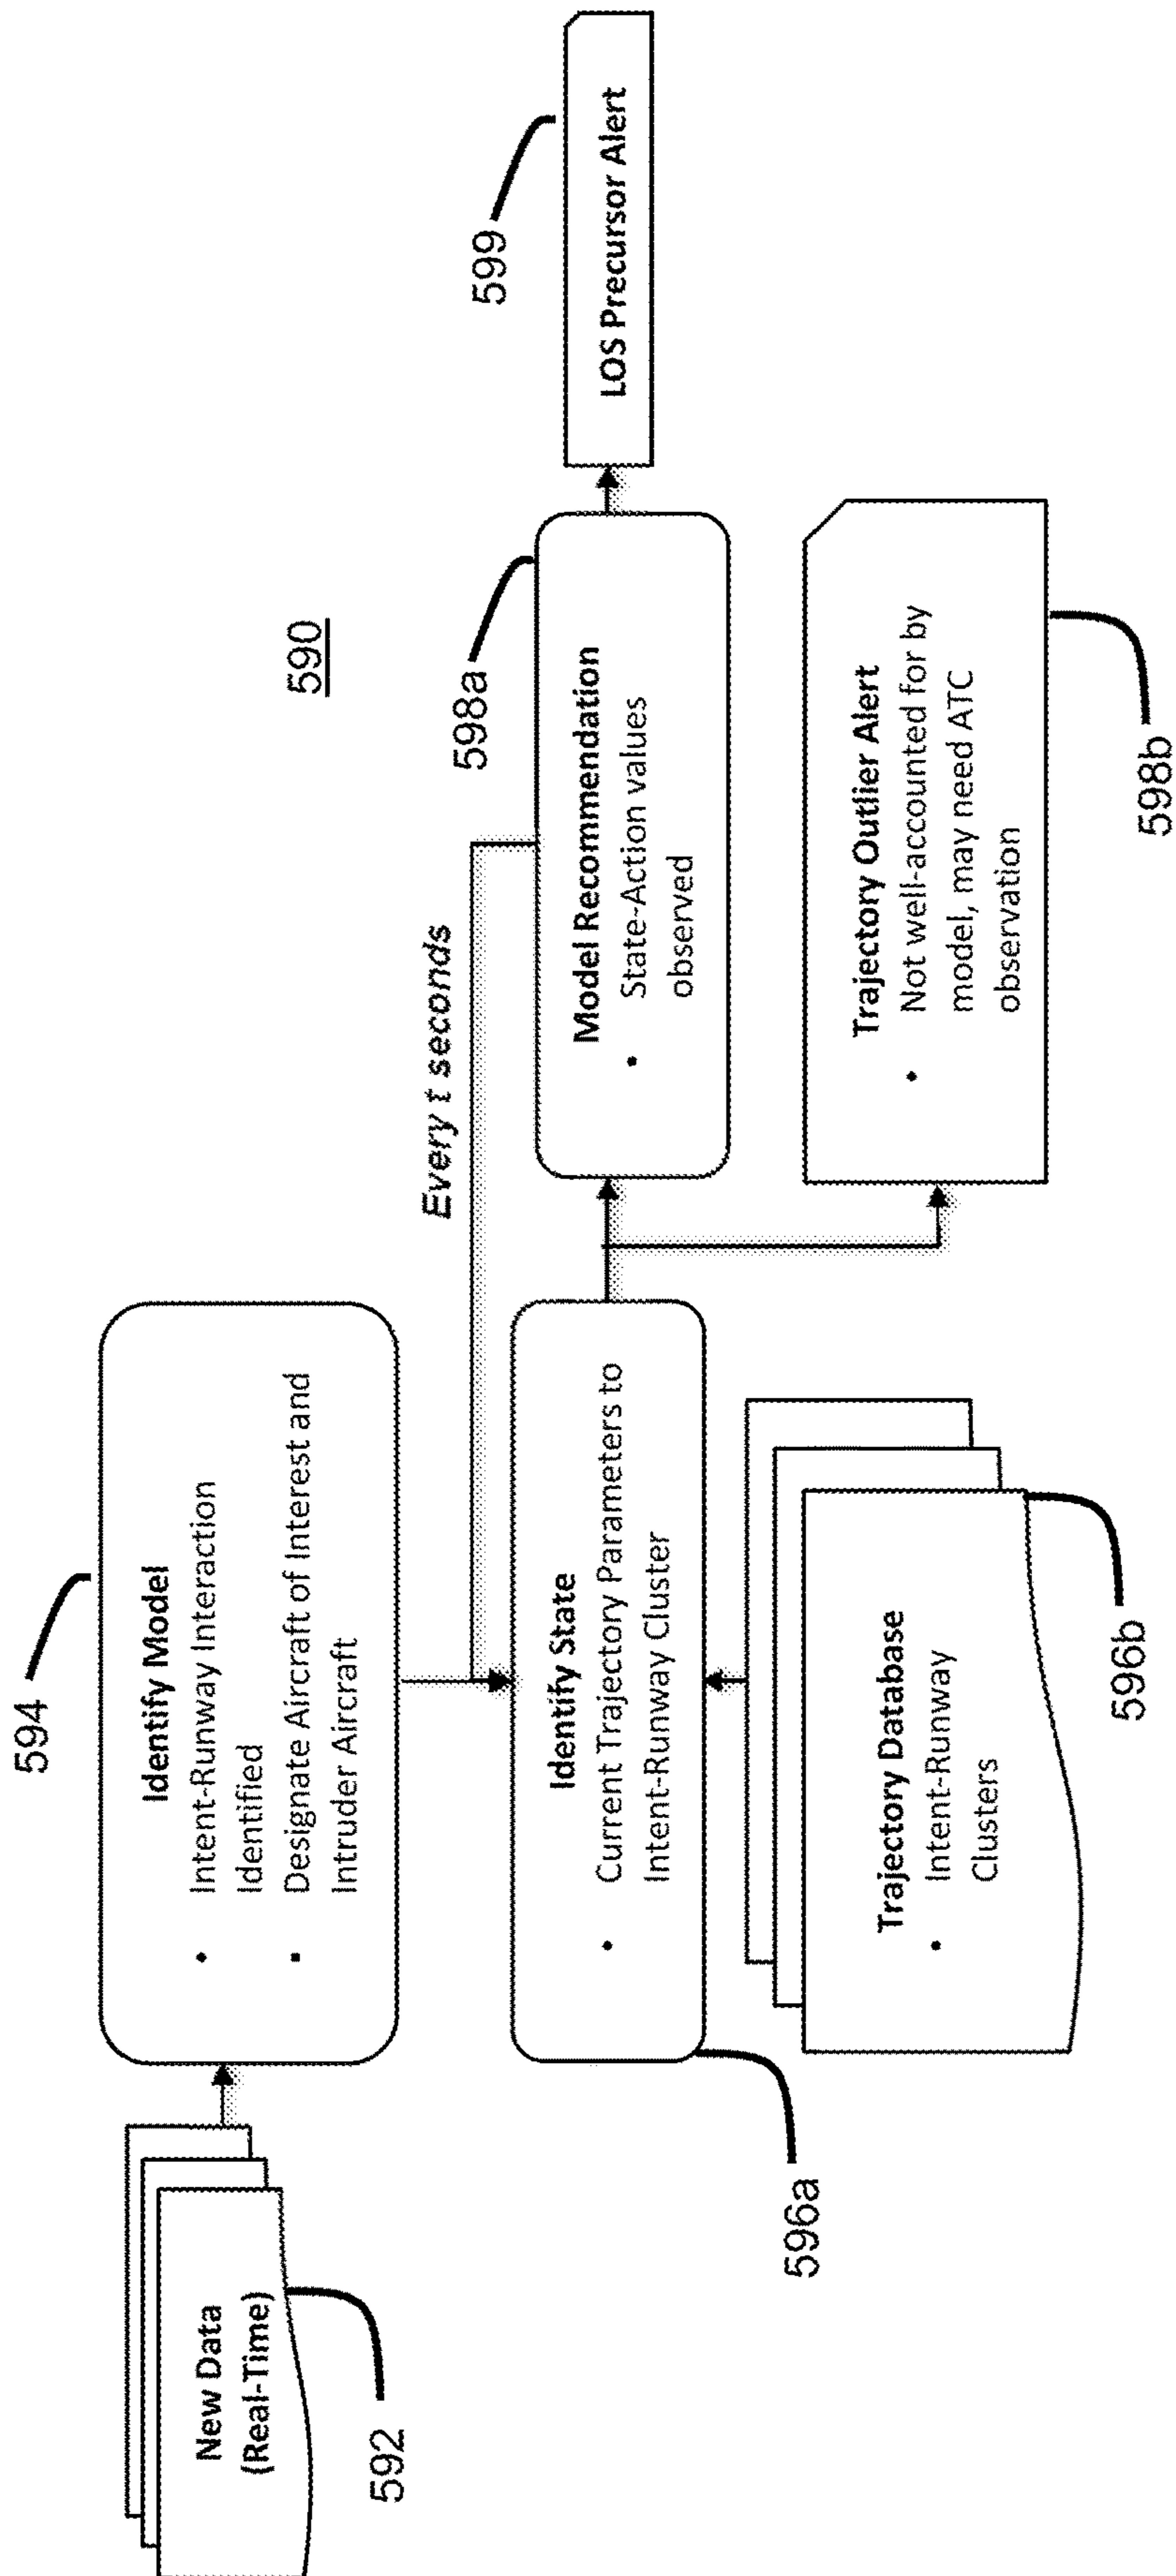 590
592
New Data
(Real-Time)
594
Identify Model
• Intent-Runway Interaction
Identified
▪ Designate Aircraft of Interest and
Intruder Aircraft
Every t seconds
596a
Identify State
• Current Trajectory Parameters to
Intent-Runway Cluster
596b
Trajectory Database
• Intent-Runway
Clusters
598a
Model Recommendation
• State-Action values
observed
598b
Trajectory Outlier Alert
• Not well-accounted for by
model, may need ATC
observation
599
LOS Precursor Alert